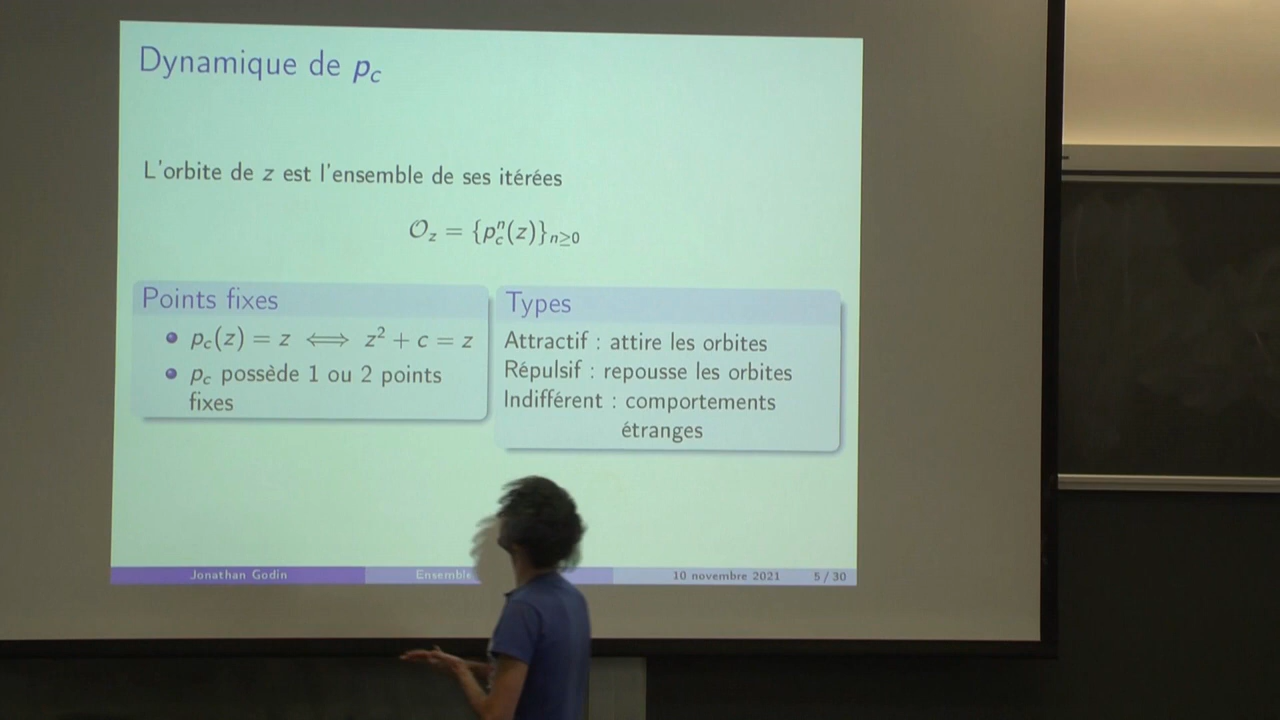 Dynamique de p_c
L'orbite de z est l'ensemble de ses itérées
𝒪_z = {p_c^n(z)}_{n≥0}
Points fixes
p_c(z) = z ⟺ z² + c = z
p_c possède 1 ou 2 points
fixes
Types
Attractif : attire les orbites
Répulsif : repousse les orbites
Indifférent : comportements
étranges
Jonathan Godin
Ensemble
10 novembre 2021
5 / 30